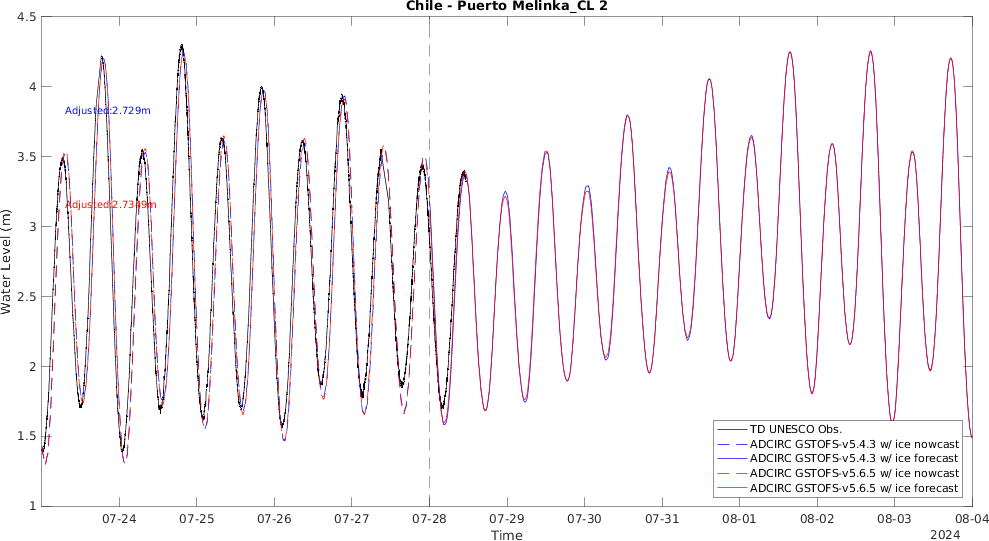 Chile - Puerto Melinka_CL 2
4.5
4
3.5
3
2.5
2
1.5
1
Water Level (m)
Adjusted:2.729m
Adjusted:2.7349m
TD UNESCO Obs.
ADCIRC GSTOFS-v5.4.3 w/ ice nowcast
ADCIRC GSTOFS-v5.4.3 w/ ice forecast
ADCIRC GSTOFS-v5.6.5 w/ ice nowcast
ADCIRC GSTOFS-v5.6.5 w/ ice forecast
07-24 07-25 07-26 07-27 07-28 07-29 07-30 07-31 08-01 08-02 08-03 08-04
Time
2024